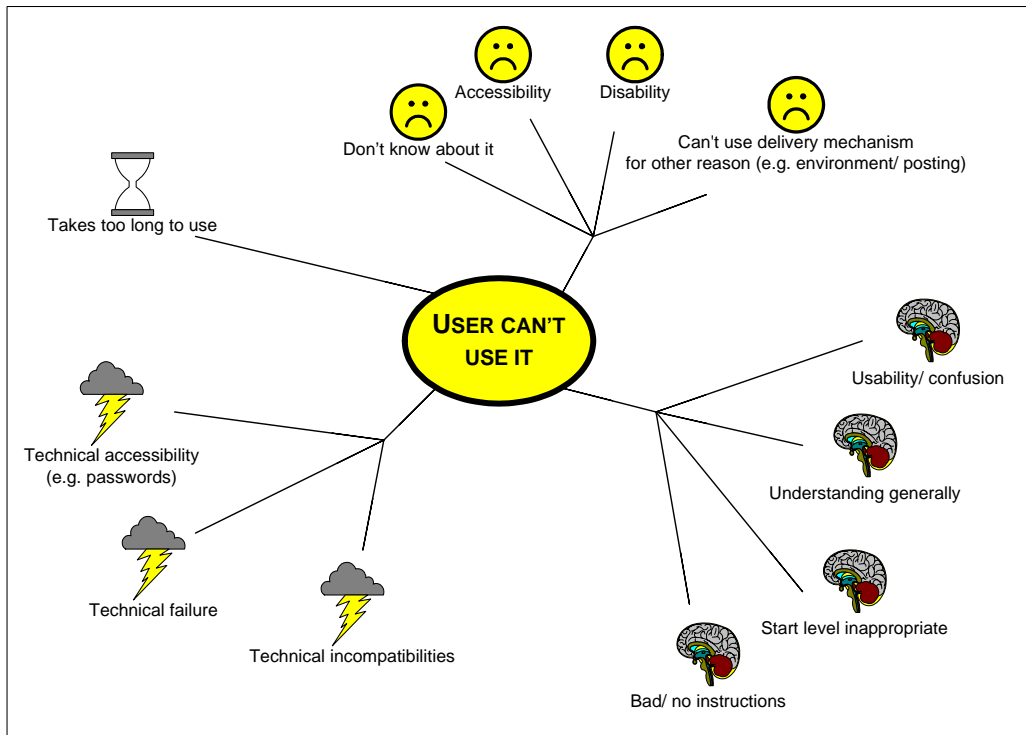 Accessibility
Disability
Don't know about it
Can't use delivery mechanism
for other reason (e.g. environment/ posting)
Takes too long to use
USER CAN'T
USE IT
Usability/ confusion
Technical accessibility
(e.g. passwords)
Understanding generally
Technical failure
Start level inappropriate
Technical incompatibilities
Bad/ no instructions